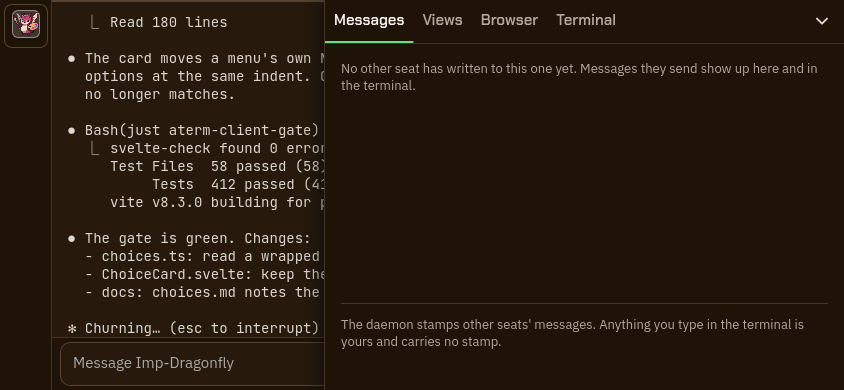 Read 180 lines
● The card moves a menu's own
options at the same indent.
no longer matches.
● Bash(just aterm-client-gate)
svelte-check found 0
Test Files 58 passed (58)
Tests 412 passed
vite v8.3.0 building for
● The gate is green. Changes:
- choices.ts: read a wrapped
- ChoiceCard.svelte: keep the
- docs: choices.md notes the
✻ Churning… (esc to interrupt)
Message Imp-Dragonfly
Messages Views Browser Terminal
No other seat has written to this one yet. Messages they send show up here and in
the terminal.
The daemon stamps other seats' messages. Anything you type in the terminal is
yours and carries no stamp.